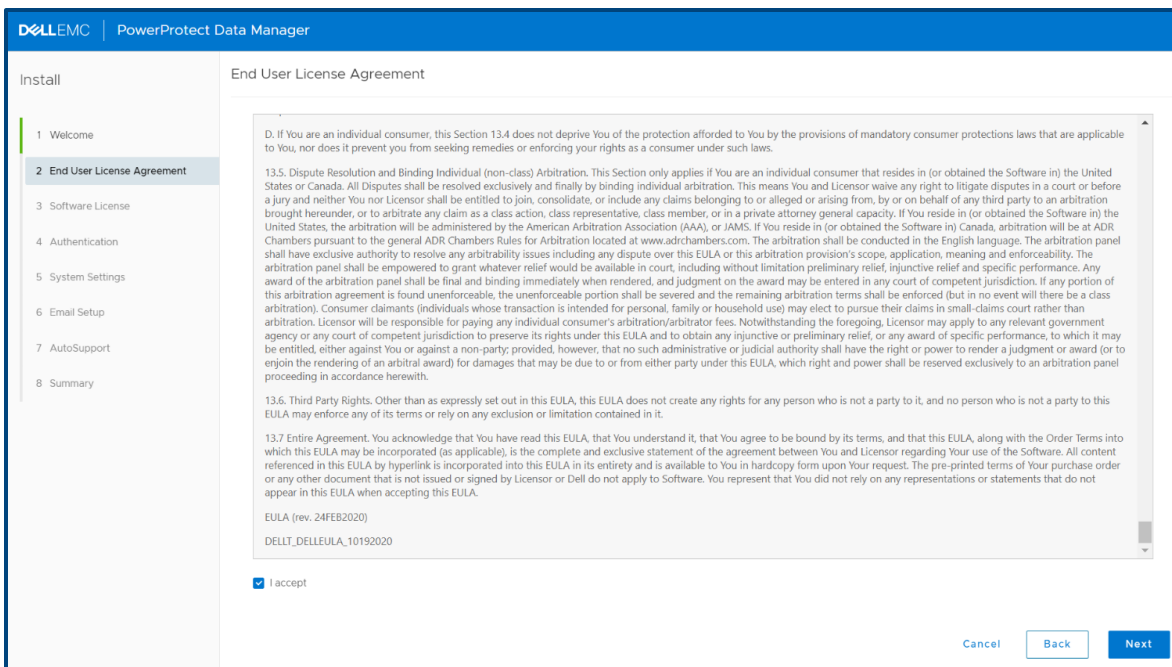 DELLEMC PowerProtect Data Manager
Install
1 Welcome
2 End User License Agreement
3 Software License
4 Authentication
5 System Settings
6 Email Setup
7 AutoSupport
8 Summary
End User License Agreement
D. If You are an individual consumer, this Section 13.4 does not deprive You of the protection afforded to You by the provisions of mandatory consumer protections laws that are applicable
to You, nor does it prevent you from seeking remedies or enforcing your rights as a consumer under such laws.
13.5. Dispute Resolution and Binding Individual (non-class) Arbitration. This Section only applies if You are an individual consumer that resides in (or obtained the Software in) the United
States or Canada. All Disputes shall be resolved exclusively and finally by binding individual arbitration. This means You and Licensor waive any right to litigate disputes in a court or before
a jury and neither You nor Licensor shall be entitled to join, consolidate, or include any claims belonging to or alleged or arising from, by or on behalf of any third party to an arbitration
brought hereunder, or to arbitrate any claim as a class action, class representative, class member, or in a private attorney general capacity. If You reside in (or obtained the Software in) the
United States, the arbitration will be administered by the American Arbitration Association (AAA), or JAMS. If You reside in (or obtained the Software in) Canada, arbitration will be at ADR
Chambers pursuant to the general ADR Chambers Rules for Arbitration located at www.adrchambers.com. The arbitration shall be conducted in the English language. The arbitration panel
shall have exclusive authority to resolve any arbitrability issues including any dispute over this EULA or this arbitration provision's scope, application, meaning and enforceability. The
arbitration panel shall be empowered to grant whatever relief would be available in court, including without limitation preliminary relief, injunctive relief and specific performance. Any
award of the arbitration panel shall be final and binding immediately when rendered, and judgment on the award may be entered in any court of competent jurisdiction. If any portion of
this arbitration agreement is found unenforceable, the unenforceable portion shall be severed and the remaining arbitration terms shall be enforced (but in no event will there be a class
arbitration). Consumer claimants (individuals whose transaction is intended for personal, family or household use) may elect to pursue their claims in small-claims court rather than
arbitration. Licensor will be responsible for paying any individual consumer's arbitration/arbitrator fees. Notwithstanding the foregoing, Licensor may apply to any relevant government
agency or any court of competent jurisdiction to preserve its rights under this EULA and to obtain any injunctive or preliminary relief, or any award of specific performance, to which it may
be entitled, either against You or against a non-party; provided, however, that no such administrative or judicial authority shall have the right or power to render a judgment or award (or to
enjoin the rendering of an arbitral award) for damages that may be due to or from either party under this EULA, which right and power shall be reserved exclusively to an arbitration panel
proceeding in accordance herewith.
13.6. Third Party Rights. Other than as expressly set out in this EULA, this EULA does not create any rights for any person who is not a party to it, and no person who is not a party to this
EULA may enforce any of its terms or rely on any exclusion or limitation contained in it.
13.7 Entire Agreement. You acknowledge that You have read this EULA, that You understand it, that You agree to be bound by its terms, and that this EULA, along with the Order Terms into
which this EULA may be incorporated (as applicable), is the complete and exclusive statement of the agreement between You and Licensor regarding Your use of the Software. All content
referenced in this EULA by hyperlink is incorporated into this EULA in its entirety and is available to You in hardcopy form upon Your request. The pre-printed terms of Your purchase order
or any other document that is not issued or signed by Licensor or Dell do not apply to Software. You represent that You did not rely on any representations or statements that do not
appear in this EULA when accepting this EULA.
EULA (rev. 24FEB2020)
DELLT_DELLEULA_10192020
I accept
Cancel Back Next